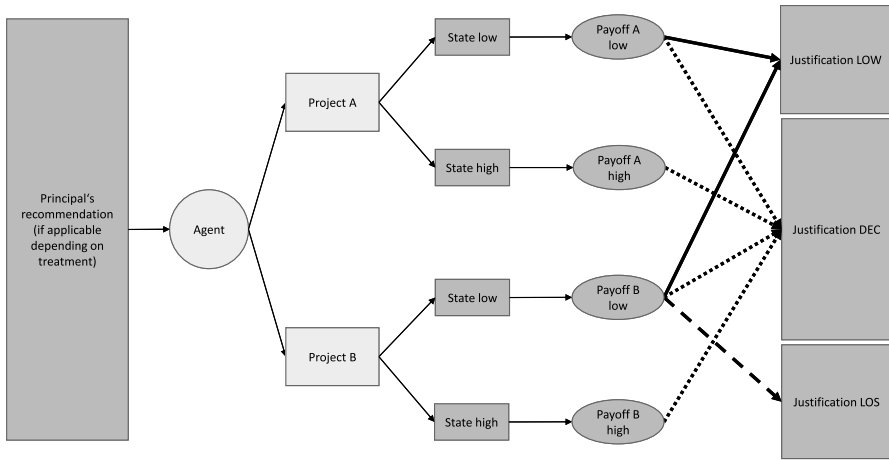 Principal's
recommendation
(if applicable
depending on
treatment)
Agent
Project A
Project B
State low
State high
State low
State high
Payoff A
low
Payoff A
high
Payoff B
low
Payoff B
high
Justification LOW
Justification DEC
Justification LOS